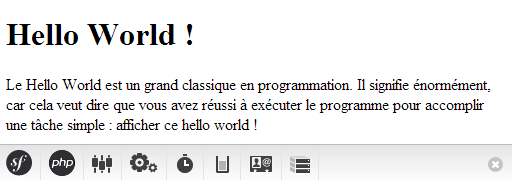 Hello World !
Le Hello World est un grand classique en programmation. Il signifie énormément,
car cela veut dire que vous avez réussi à exécuter le programme pour accomplir
une tâche simple : afficher ce hello world !
sf php